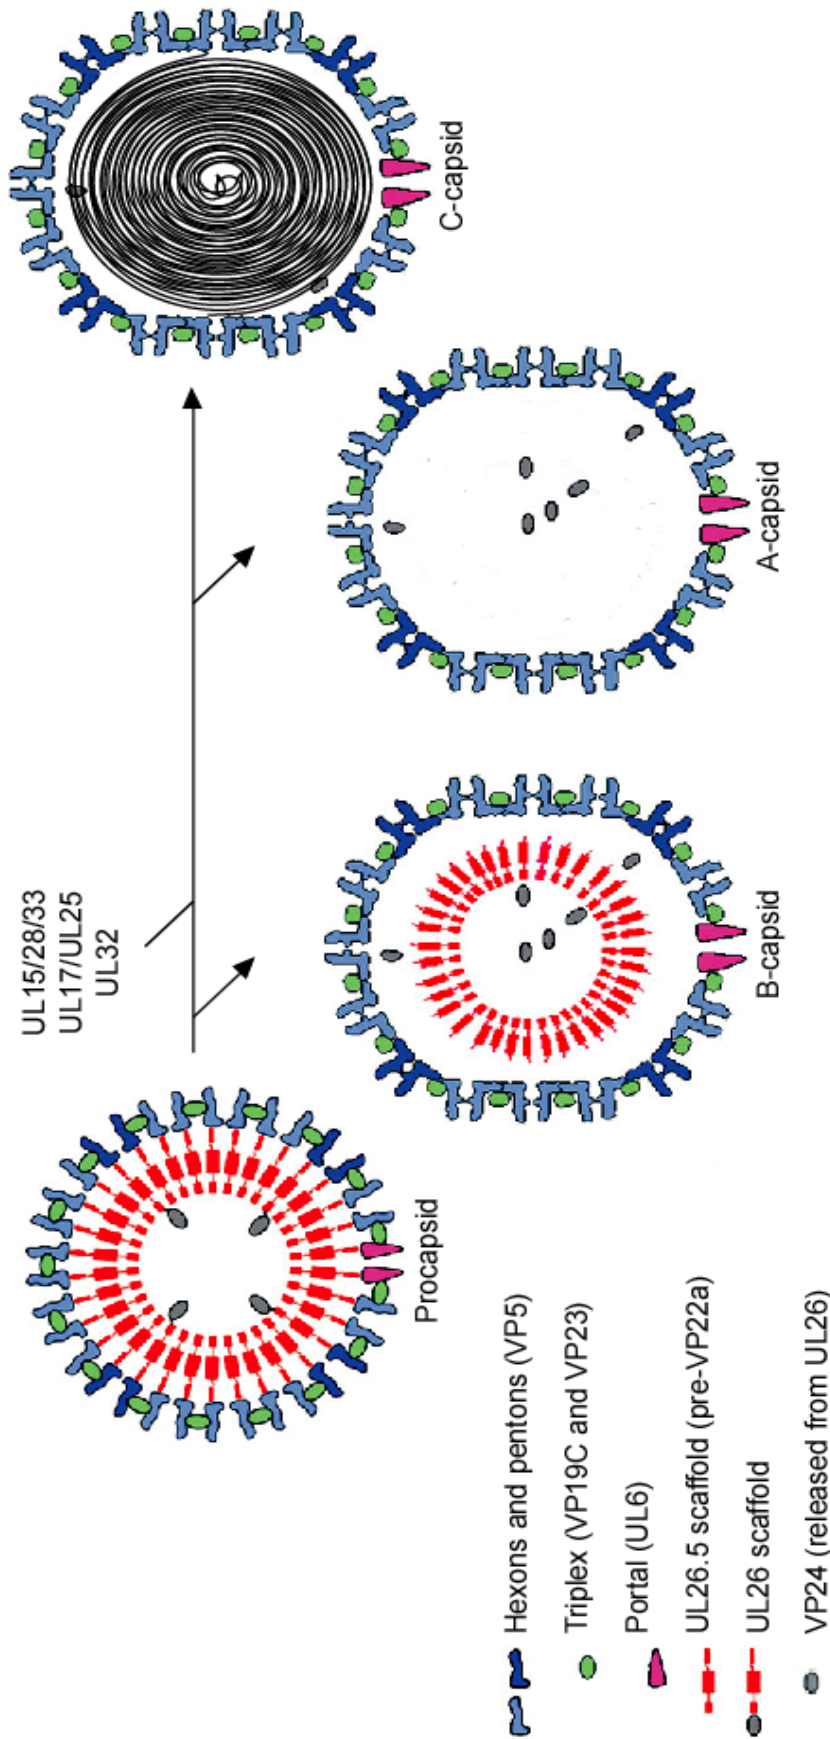 UL15/28/33
UL17/UL25
UL32
Procapsid
B-capsid
A-capsid
C-capsid
Hexons and pentons (VP5)
Triplex (VP19C and VP23)
Portal (UL6)
UL26.5 scaffold (pre-VP22a)
UL26 scaffold
VP24 (released from UL26)